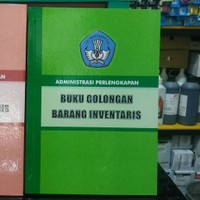 ADMINISTRASI PERLENGKAPAN
BUKU GOLONGAN
BARANG INVENTARIS